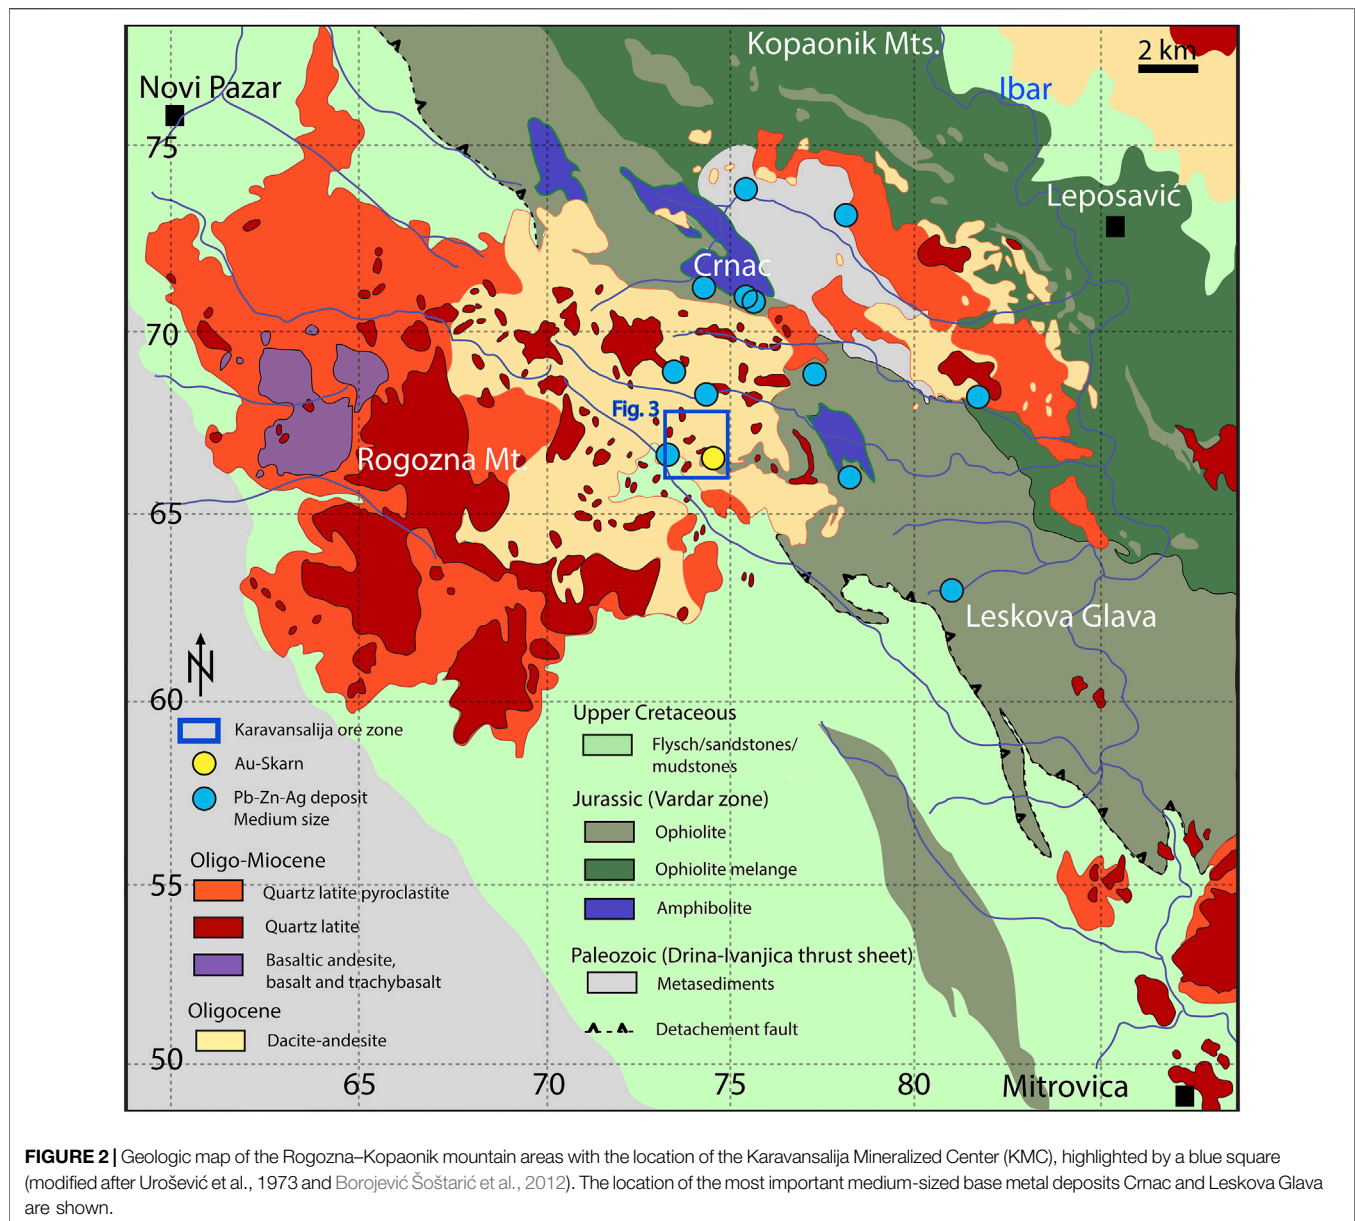 Kopaonik Mts.
2 km
Novi Pazar
Ibar
75
Leposavić
Crnac
70
Fig. 3
Rogozna Mt.
65
Leskova Glava
N
60
Karavansalija ore zone
Au-Skarn
Pb-Zn-Ag deposit
Medium size
Oligo-Miocene
Quartz latite pyroclastite
Quartz latite
Basaltic andesite,
basalt and trachybasalt
Oligocene
Dacite-andesite
Upper Cretaceous
Flysch/sandstones/
mudstones
Jurassic (Vardar zone)
Ophiolite
Ophiolite melange
Amphibolite
Paleozoic (Drina-Ivanjica thrust sheet)
Metasediments
Detachement fault
55
50
65 70 75 80
Mitrovica
FIGURE 2 | Geologic map of the Rogozna–Kopaonik mountain areas with the location of the Karavansalija Mineralized Center (KMC), highlighted by a blue square
(modified after Urošević et al., 1973 and Borojević Šoštarić et al., 2012). The location of the most important medium-sized base metal deposits Crnac and Leskova Glava
are shown.